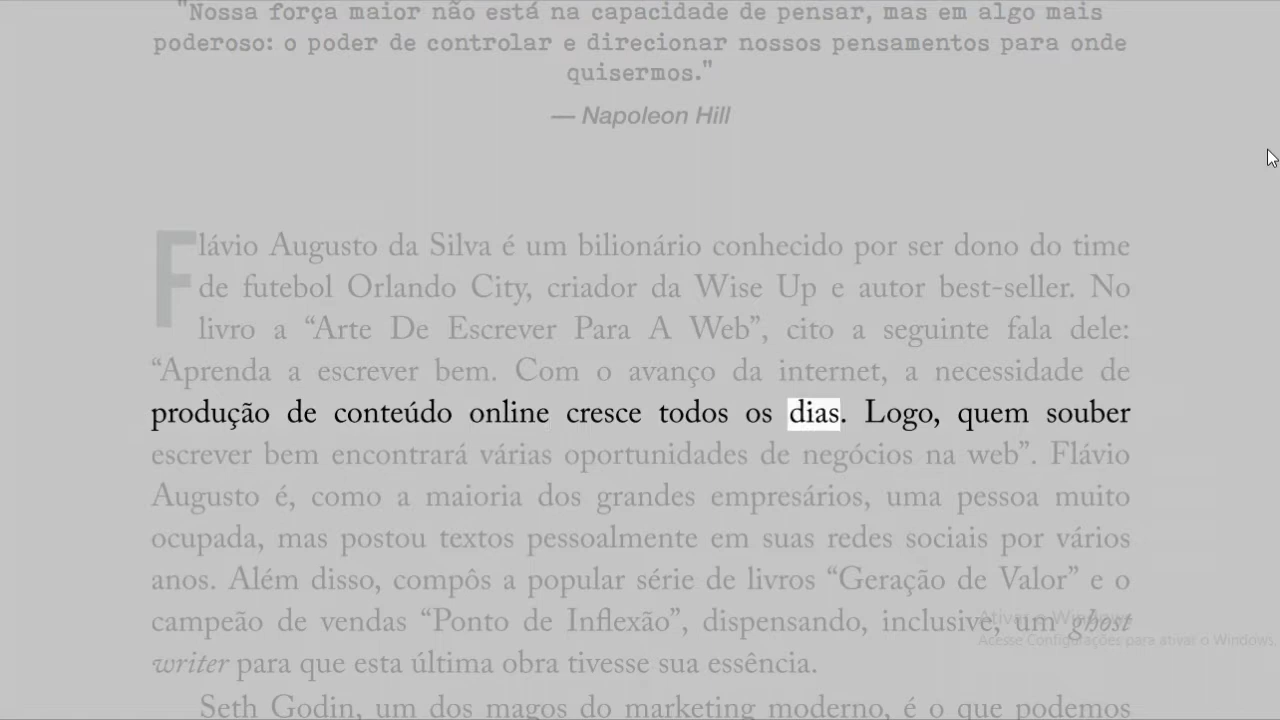 "Nossa força maior não está na capacidade de pensar, mas em algo mais
poderoso: o poder de controlar e direcionar nossos pensamentos para onde
quisermos."
— Napoleon Hill
Flávio Augusto da Silva é um bilionário conhecido por ser dono do time
de futebol Orlando City, criador da Wise Up e autor best-seller. No
livro a “Arte De Escrever Para A Web”, cito a seguinte fala dele:
“Aprenda a escrever bem. Com o avanço da internet, a necessidade de
produção de conteúdo online cresce todos os dias. Logo, quem souber
escrever bem encontrará várias oportunidades de negócios na web”. Flávio
Augusto é, como a maioria dos grandes empresários, uma pessoa muito
ocupada, mas postou textos pessoalmente em suas redes sociais por vários
anos. Além disso, compôs a popular série de livros “Geração de Valor” e o
campeão de vendas “Ponto de Inflexão”, dispensando, inclusive, um ghost
writer para que esta última obra tivesse sua essência.
Seth Godin, um dos magos do marketing moderno, é o que podemos
Ativar o Windows
Acesse Configurações para ativar o Windows.